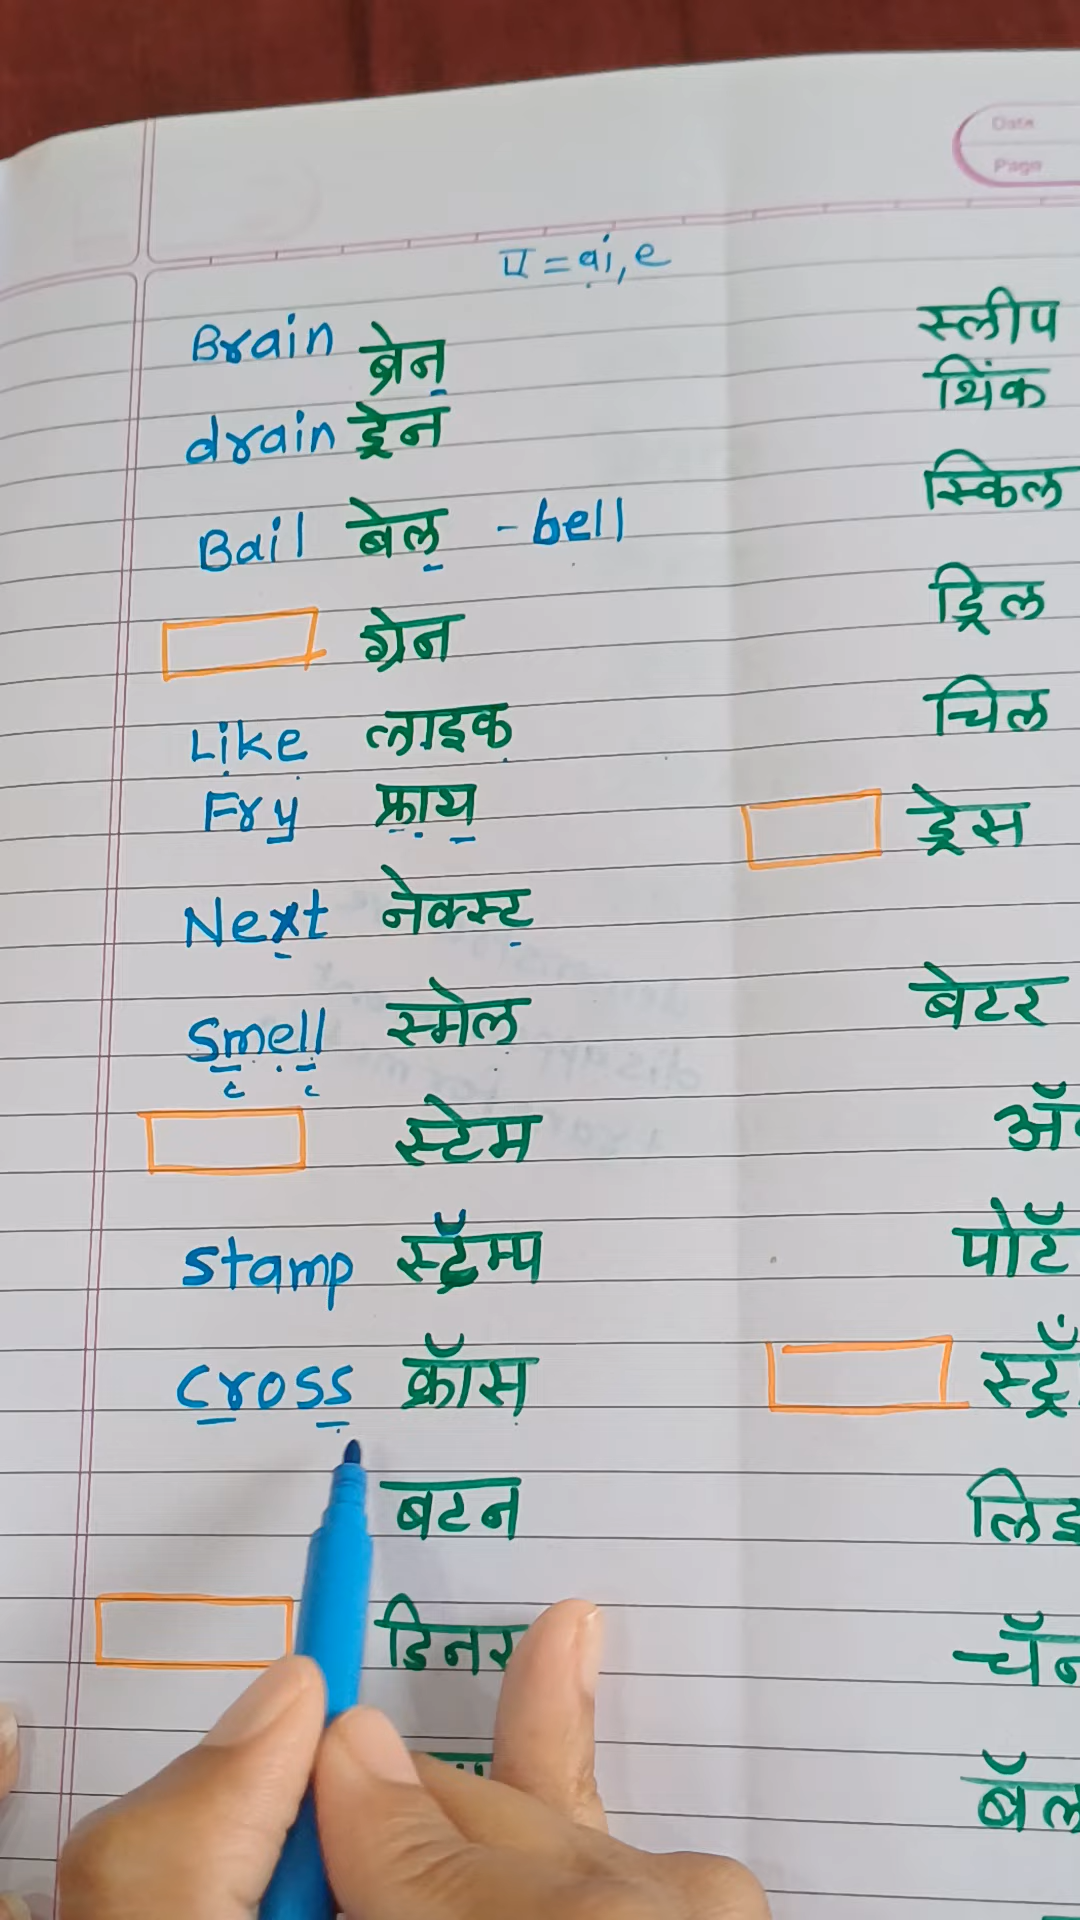 Date
Page
प = ai, e
Brain ब्रेन्
drain ड्रेन
Bail बेल् - bell
ग्रेन
Like लाइक
Fry फ्राय
Next नेक्स्ट
Smell स्मेल
स्टेम
Stamp स्टॅम्प
Cross क्रॉस
बटन
डिनर
स्लीप
थिंक
स्किल
ड्रिल
चिल
ड्रेस
बेटर